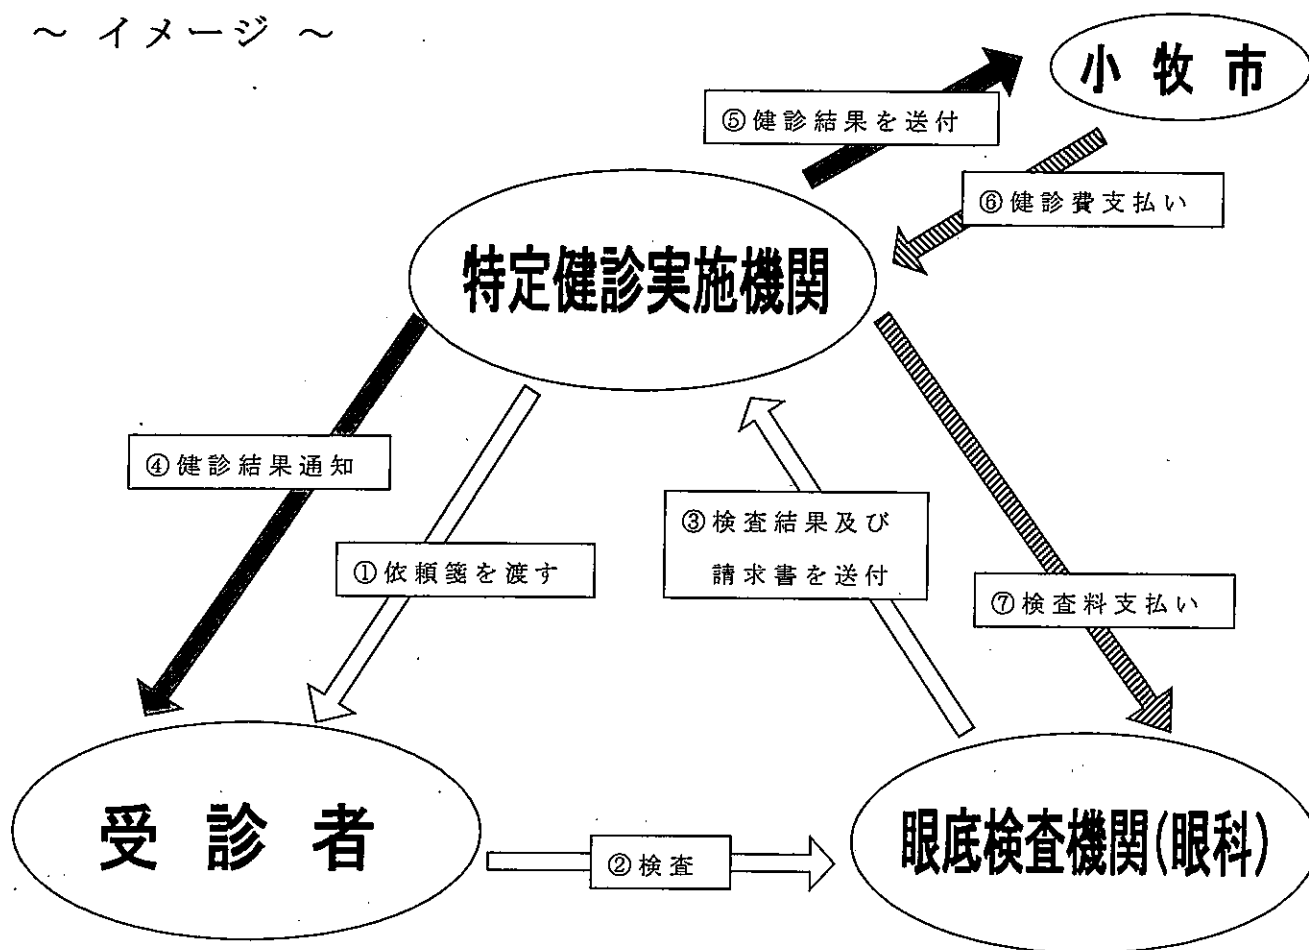 ～ イメージ ～
小牧市
⑤健診結果を送付
⑥健診費支払い
特定健診実施機関
④健診結果通知
③検査結果及び
請求書を送付
①依頼箋を渡す
⑦検査料支払い
受診者
②検査
眼底検査機関(眼科)